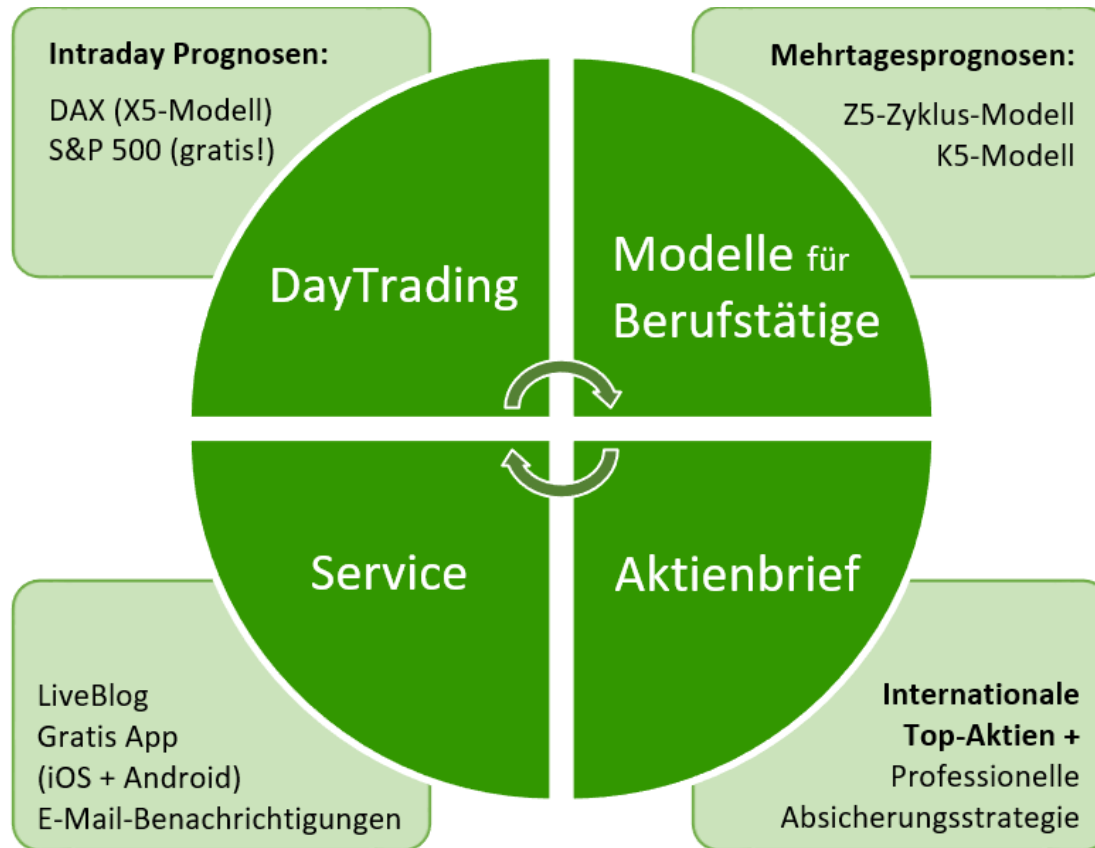 Intraday Prognosen:
DAX (X5-Modell)
S&P 500 (gratis!)
Mehrtagesprognosen:
Z5-Zyklus-Modell
K5-Modell
DayTrading
Modelle für
Berufstätige
Service
Aktienbrief
LiveBlog
Gratis App
(iOS + Android)
E-Mail-Benachrichtigungen
Internationale
Top-Aktien +
Professionelle
Absicherungsstrategie